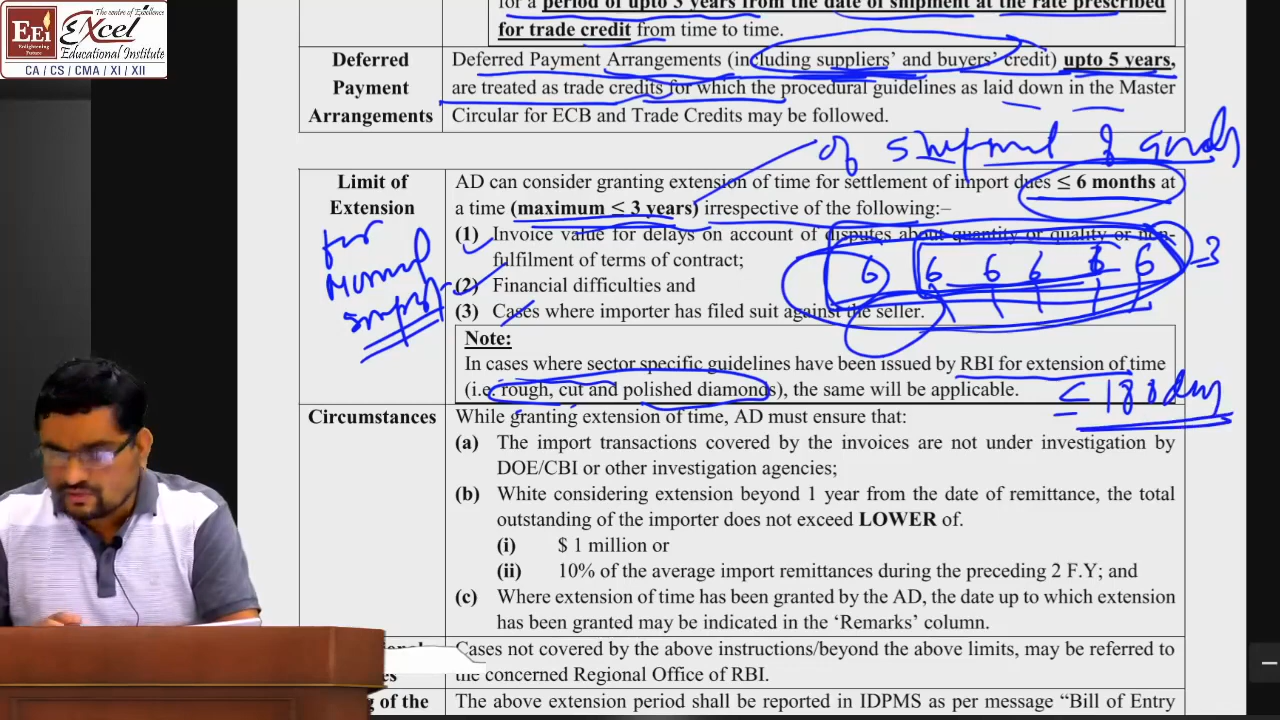 EEi
Enlightening Future
The centre of Excellence
EXcel
Educational Institute
CA / CS / CMA / XI / XII
for a period of upto 3 years from the date of shipment at the rate prescribed
for trade credit from time to time.
Deferred Payment Arrangements
Deferred Payment Arrangements (including suppliers' and buyers' credit) upto 5 years,
are treated as trade credits for which the procedural guidelines as laid down in the Master
Circular for ECB and Trade Credits may be followed.
of shipment of goods
Limit of Extension
AD can consider granting extension of time for settlement of import dues ≤ 6 months at
a time (maximum ≤ 3 years) irrespective of the following:–
(1) Invoice value for delays on account of disputes about quantity or quality or non-
fulfilment of terms of contract;
(2) Financial difficulties and
(3) Cases where importer has filed suit against the seller.
for
Normal
import
6 6 6 6 6 6 3
Note:
In cases where sector specific guidelines have been issued by RBI for extension of time
(i.e rough, cut and polished diamonds), the same will be applicable.
≤ 180 day
Circumstances
While granting extension of time, AD must ensure that:
(a) The import transactions covered by the invoices are not under investigation by
DOE/CBI or other investigation agencies;
(b) White considering extension beyond 1 year from the date of remittance, the total
outstanding of the importer does not exceed LOWER of.
(i) $ 1 million or
(ii) 10% of the average import remittances during the preceding 2 F.Y; and
(c) Where extension of time has been granted by the AD, the date up to which extension
has been granted may be indicated in the 'Remarks' column.
Cases not covered by the above instructions/beyond the above limits, may be referred to
the concerned Regional Office of RBI.
g of the
The above extension period shall be reported in IDPMS as per message "Bill of Entry